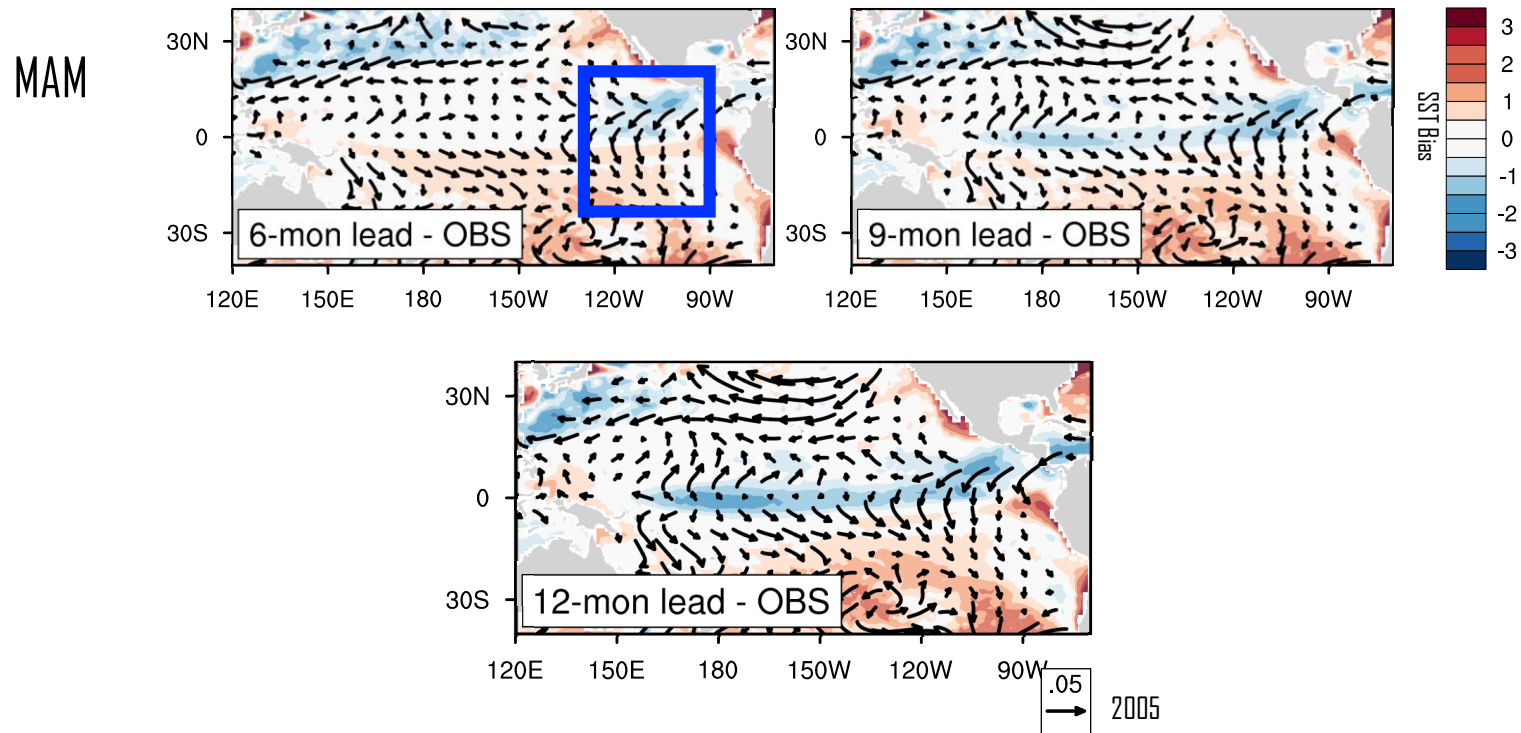 MAM
30N
0
30S
6-mon lead - OBS
120E 150E 180 150W 120W 90W
30N
0
30S
9-mon lead - OBS
120E 150E 180 150W 120W 90W
3
2
1
0
-1
-2
-3
SST Bias
30N
0
30S
12-mon lead - OBS
120E 150E 180 150W 120W 90W
.05
2005